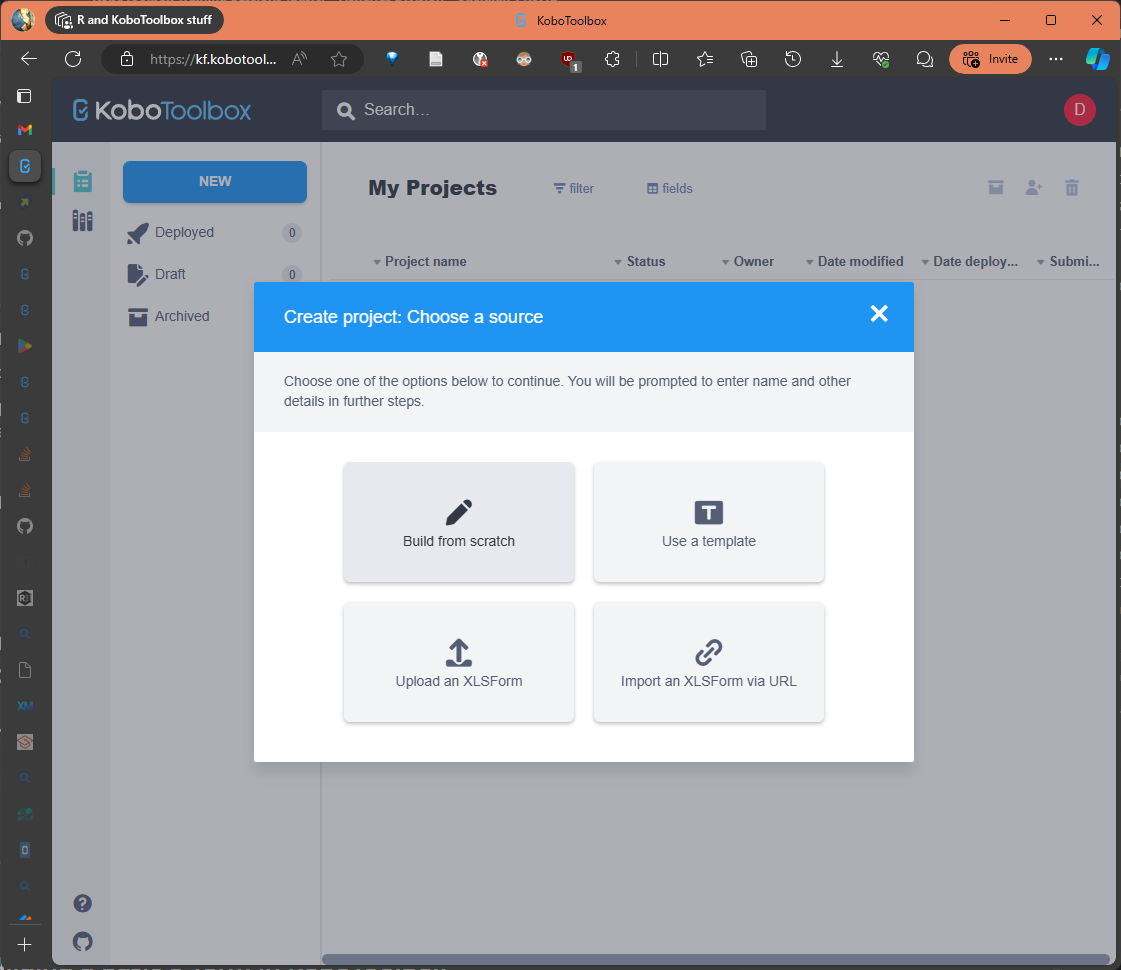 R and KoboToolbox stuff
KoboToolbox
https://kf.kobotool...
1
Invite
KoboToolbox
Search...
D
NEW
Deployed 0
Draft 0
Archived
My Projects
filter
fields
Project name
Status
Owner
Date modified
Date deploy...
Submi...
Create project: Choose a source
Choose one of the options below to continue. You will be prompted to enter name and other
details in further steps.
Build from scratch
T
Use a template
Upload an XLSForm
Import an XLSForm via URL